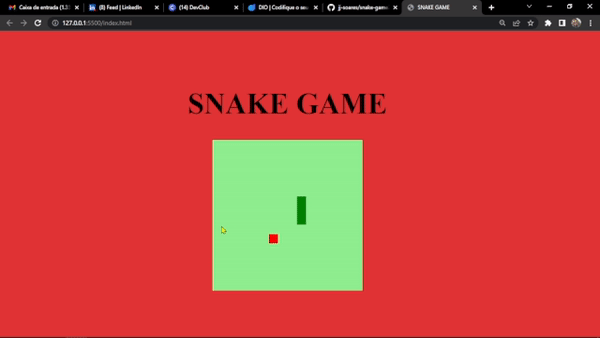 Caixa de entrada (1.3
(8) Feed | LinkedIn
(14) DevClub
DIO | Codifique o seu
jj-soares/snake-game
SNAKE GAME
127.0.0.1:5500/index.html
SNAKE GAME